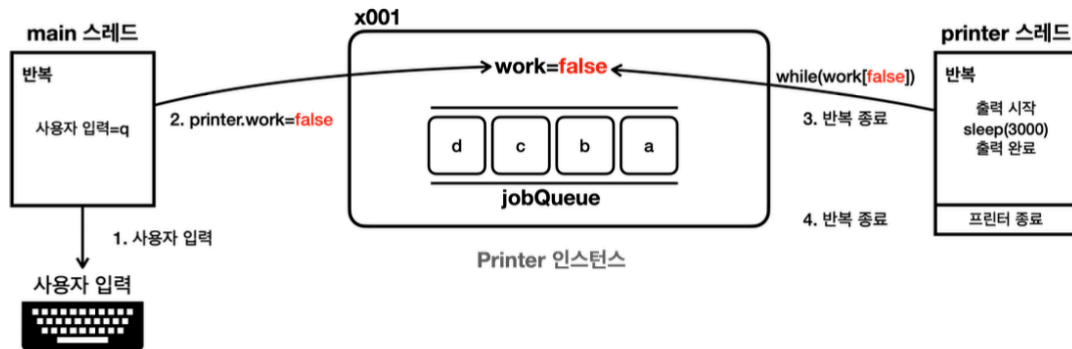 main 스레드
반복
사용자 입력=q
1. 사용자 입력
사용자 입력
2. printer.work=false
x001
work=false
d c b a
jobQueue
Printer 인스턴스
while(work[false])
3. 반복 종료
4. 반복 종료
printer 스레드
반복
출력 시작
sleep(3000)
출력 완료
프린터 종료